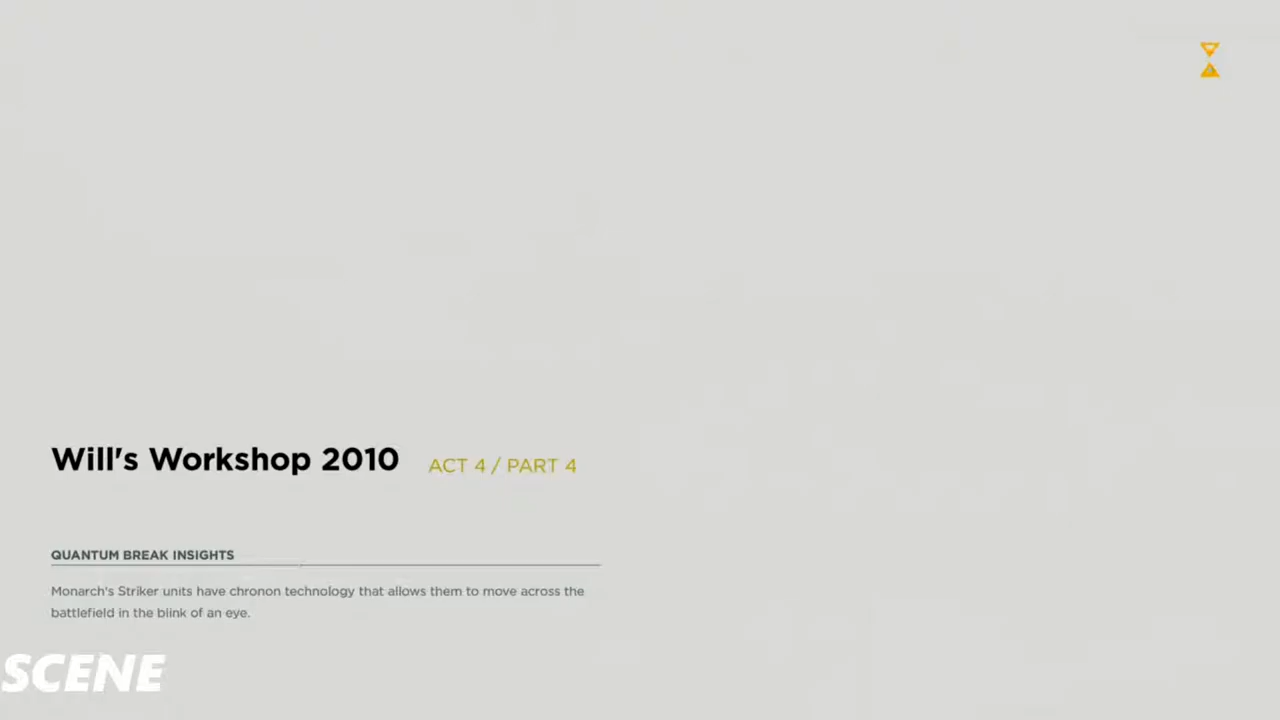 Will's Workshop 2010 ACT 4 / PART 4
QUANTUM BREAK INSIGHTS
Monarch's Striker units have chronon technology that allows them to move across the
battlefield in the blink of an eye.
SCENE